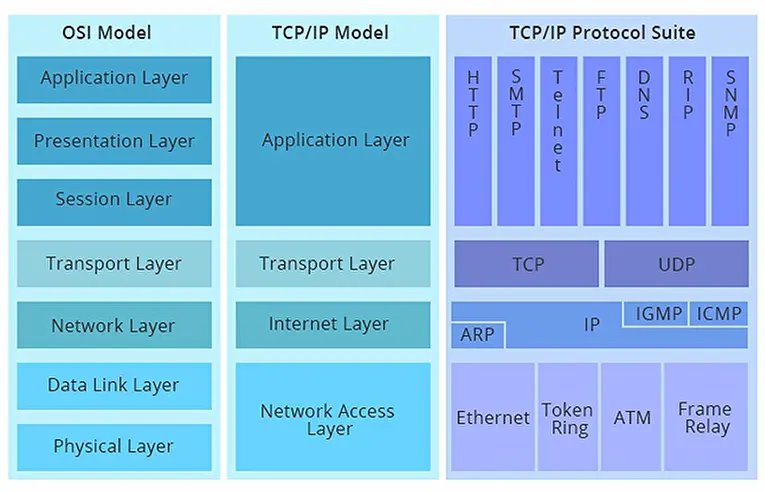 OSI Model
Application Layer
Presentation Layer
Session Layer
Transport Layer
Network Layer
Data Link Layer
Physical Layer
TCP/IP Model
Application Layer
Transport Layer
Internet Layer
Network Access
Layer
TCP/IP Protocol Suite
HTTP
SMTP
Telnet
FTP
DNS
RIP
SNMP
TCP
UDP
ARP
IP
IGMP
ICMP
Ethernet
Token
Ring
ATM
Frame
Relay